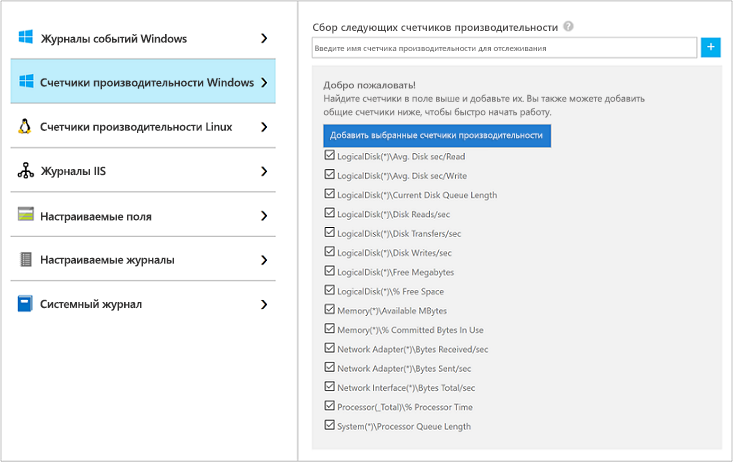 Журналы событий Windows
Счетчики производительности Windows
Счетчики производительности Linux
Журналы IIS
Настраиваемые поля
Настраиваемые журналы
Системный журнал
Сбор следующих счетчиков производительности ?
Введите имя счетчика производительности для отслеживания
+
Добро пожаловать!
Найдите счетчики в поле выше и добавьте их. Вы также можете добавить
общие счетчики ниже, чтобы быстро начать работу.
Добавить выбранные счетчики производительности
LogicalDisk(*)\Avg. Disk sec/Read
LogicalDisk(*)\Avg. Disk sec/Write
LogicalDisk(*)\Current Disk Queue Length
LogicalDisk(*)\Disk Reads/sec
LogicalDisk(*)\Disk Transfers/sec
LogicalDisk(*)\Disk Writes/sec
LogicalDisk(*)\Free Megabytes
LogicalDisk(*)\% Free Space
Memory(*)\Available MBytes
Memory(*)\% Committed Bytes In Use
Network Adapter(*)\Bytes Received/sec
Network Adapter(*)\Bytes Sent/sec
Network Interface(*)\Bytes Total/sec
Processor(_Total)\% Processor Time
System(*)\Processor Queue Length